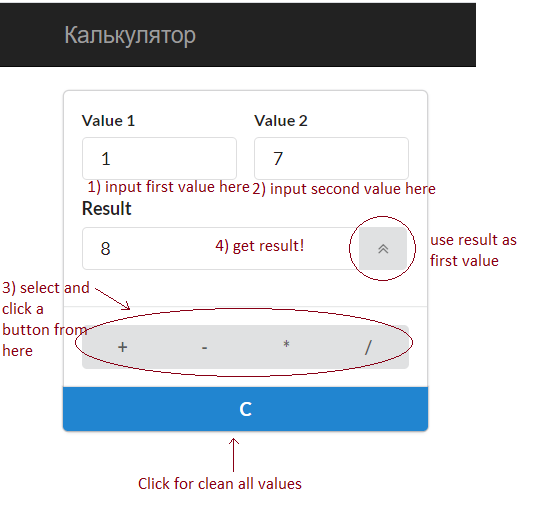 Калькулятор
Value 1 Value 2
1 7
1) input first value here 2) input second value here
Result
8 4) get result!
use result as
first value
3) select and
click a
button from
here
+ - * /
C
Click for clean all values